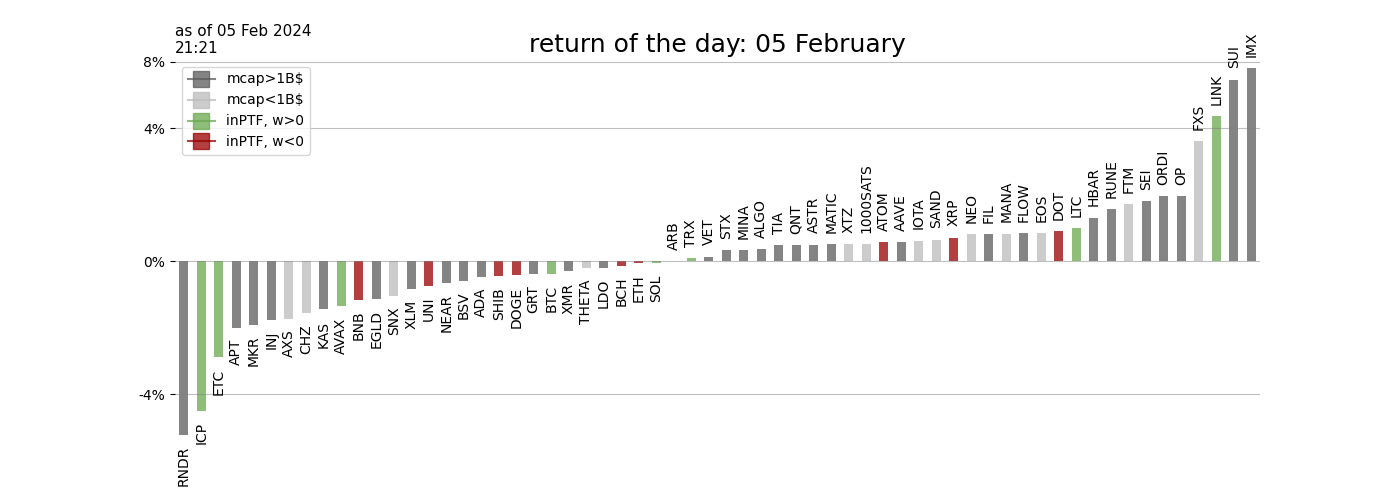 as of 05 Feb 2024
21:21
return of the day: 05 February
8%
4%
0%
-4%
mcap>1B$
mcap<1B$
inPTF, w>0
inPTF, w<0
RNDR
ICP
ETC
APT
MKR
INJ
AXS
CHZ
KAS
AVAX
BNB
EGLD
SNX
XLM
UNI
NEAR
BSV
ADA
SHIB
DOGE
GRT
BTC
XMR
THETA
LDO
BCH
ETH
SOL
ARB
TRX
VET
STX
MINA
ALGO
TIA
QNT
ASTR
MATIC
XTZ
1000SATS
ATOM
AAVE
IOTA
SAND
XRP
NEO
FIL
MANA
FLOW
EOS
DOT
LTC
HBAR
RUNE
FTM
SEI
ORDI
OP
FXS
LINK
SUI
IMX